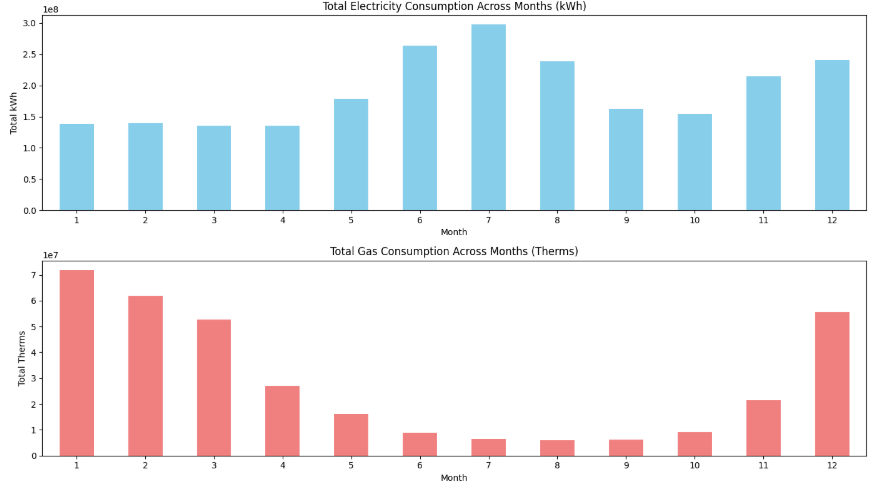 Total Electricity Consumption Across Months (kWh)
1e8
3.0
2.5
2.0
1.5
1.0
0.5
0.0
Total kWh
1 2 3 4 5 6 7 8 9 10 11 12
Month
Total Gas Consumption Across Months (Therms)
1e7
7
6
5
4
3
2
1
0
Total Therms
1 2 3 4 5 6 7 8 9 10 11 12
Month